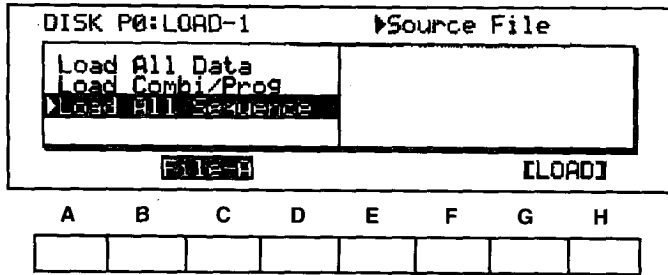 DISK P0:LOAD-1 ▶Source File
Load All Data
Load Combi/Prog
▶Load All Sequence
File-A [LOAD]
A B C D E F G H